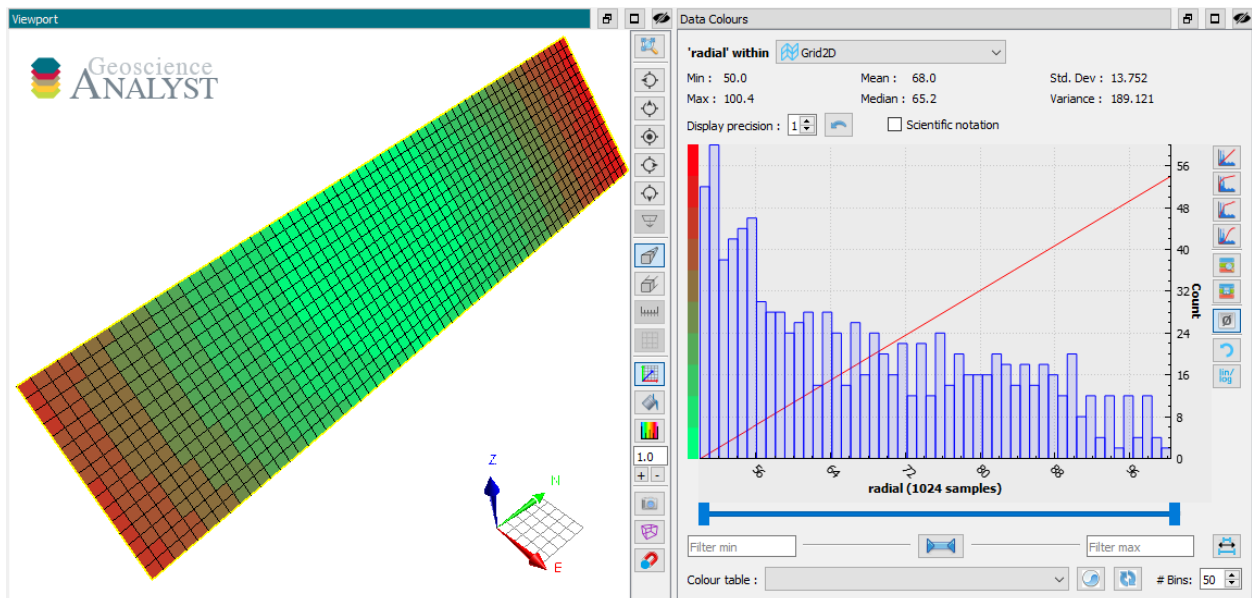 Viewport
Geoscience
ANALYST
Z
N
E
1.0
+ -
Data Colours
'radial' within Grid2D
Min : 50.0 Mean : 68.0 Std. Dev : 13.752
Max : 100.4 Median : 65.2 Variance : 189.121
Display precision : 1 Scientific notation
56
48
40
32
24
16
8
0
Count
56 64 72 80 88 96
radial (1024 samples)
lin/
log
Filter min Filter max
Colour table : # Bins: 50